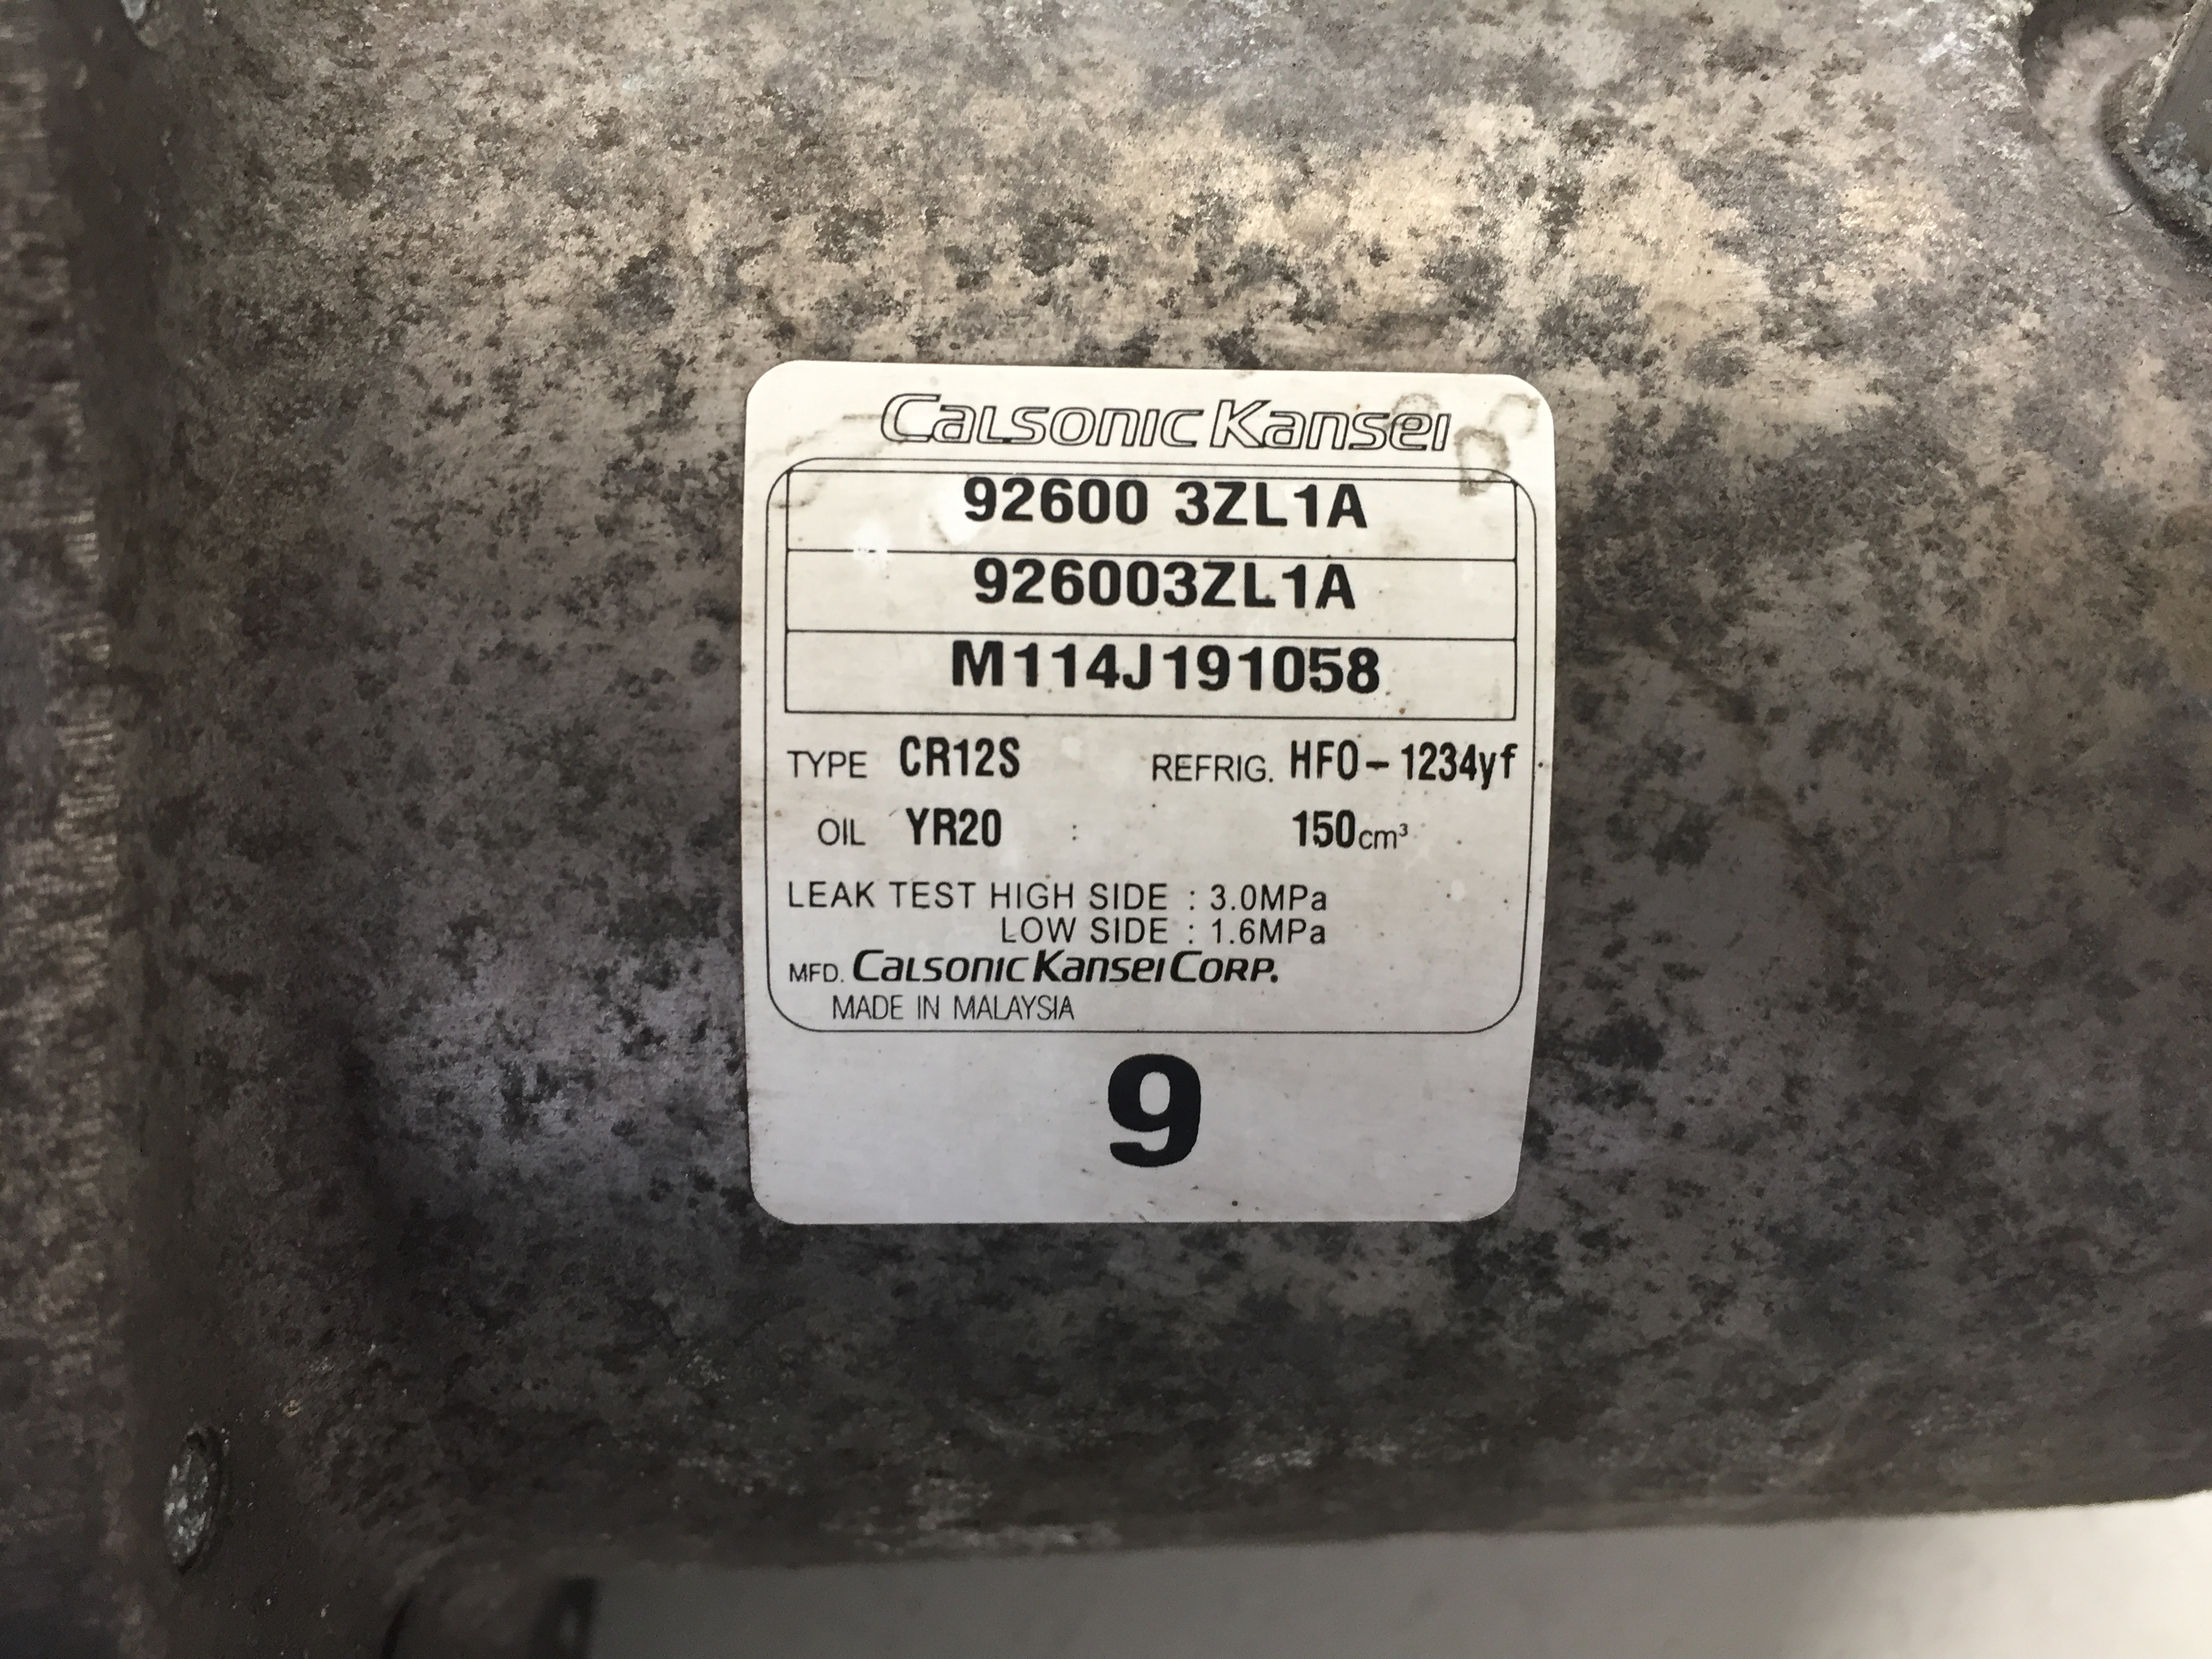 CALSONIC KANSEI
92600 3ZL1A
926003ZL1A
M114J191058
TYPE CR12S REFRIG. HFO-1234yf
OIL YR20 : 150cm³
LEAK TEST HIGH SIDE : 3.0MPa
LOW SIDE : 1.6MPa
MFD. CALSONIC KANSEI CORP.
MADE IN MALAYSIA
9